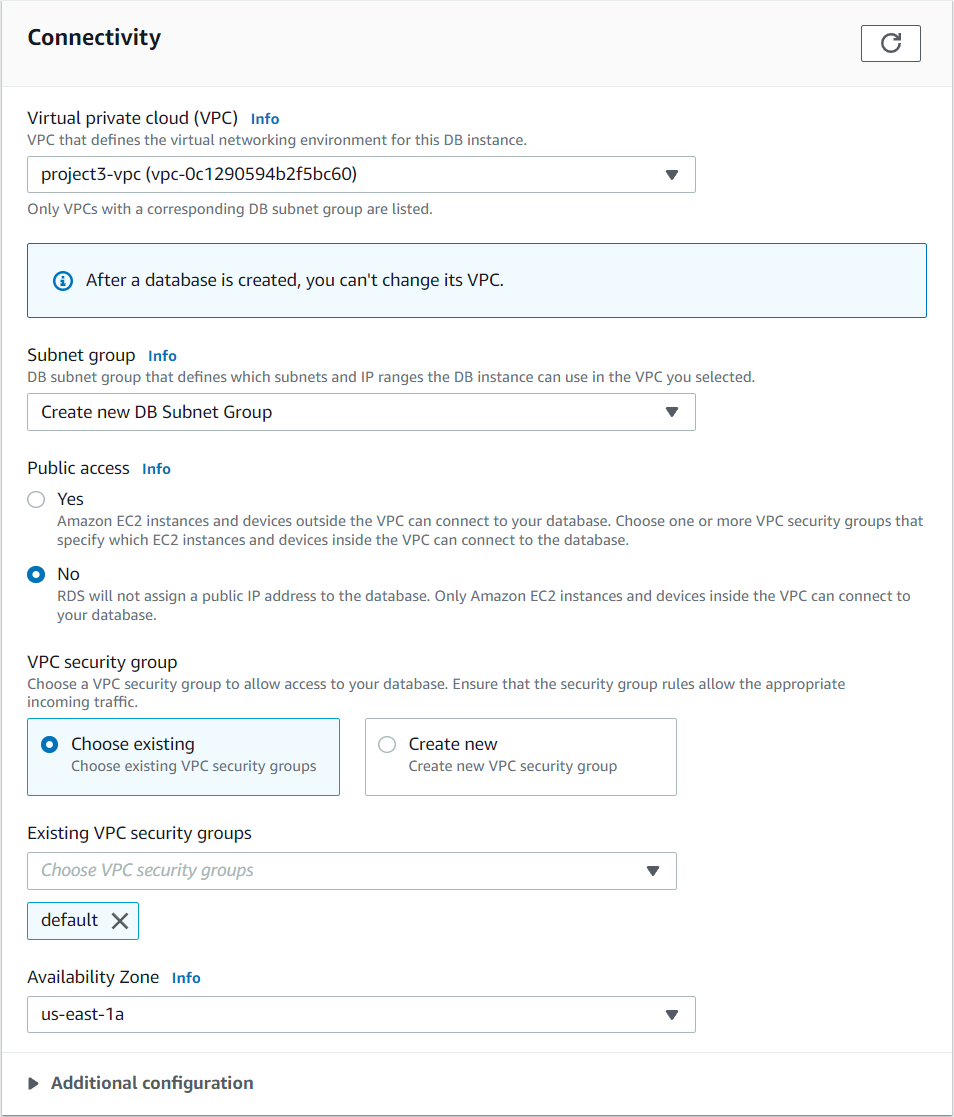 Connectivity
Virtual private cloud (VPC) Info
VPC that defines the virtual networking environment for this DB instance.
project3-vpc (vpc-0c1290594b2f5bc60)
Only VPCs with a corresponding DB subnet group are listed.
After a database is created, you can't change its VPC.
Subnet group Info
DB subnet group that defines which subnets and IP ranges the DB instance can use in the VPC you selected.
Create new DB Subnet Group
Public access Info
Yes
Amazon EC2 instances and devices outside the VPC can connect to your database. Choose one or more VPC security groups that
specify which EC2 instances and devices inside the VPC can connect to the database.
No
RDS will not assign a public IP address to the database. Only Amazon EC2 instances and devices inside the VPC can connect to
your database.
VPC security group
Choose a VPC security group to allow access to your database. Ensure that the security group rules allow the appropriate
incoming traffic.
Choose existing
Choose existing VPC security groups
Create new
Create new VPC security group
Existing VPC security groups
Choose VPC security groups
default
Availability Zone Info
us-east-1a
Additional configuration